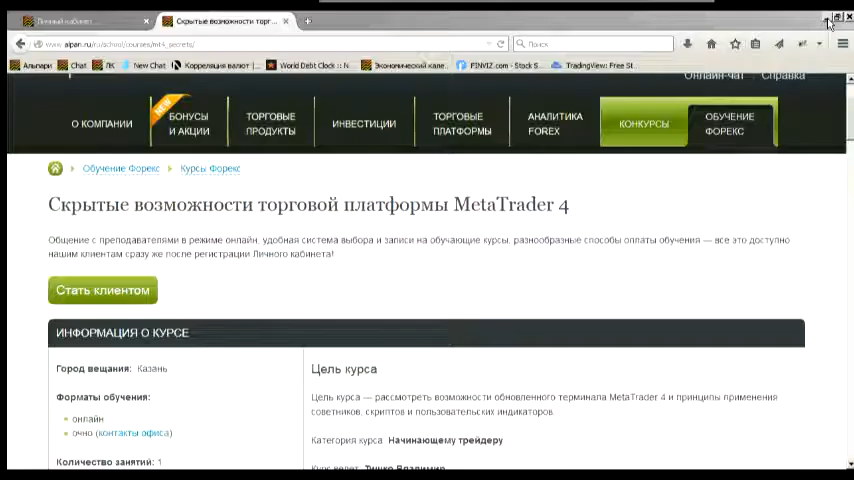 Личный кабинет
Скрытые возможности торг...
www.alpari.ru/ru/school/courses/mt4_secrets/
Поиск
Альпари
Chat
ЛК
New Chat
Корреляция валют |...
World Debt Clock :: N...
Экономический кале...
FINVIZ.com - Stock S...
TradingView: Free St...
Онлайн-чат
Справка
О КОМПАНИИ
NEW
БОНУСЫ И АКЦИИ
ТОРГОВЫЕ ПРОДУКТЫ
ИНВЕСТИЦИИ
ТОРГОВЫЕ ПЛАТФОРМЫ
АНАЛИТИКА FOREX
КОНКУРСЫ
ОБУЧЕНИЕ ФОРЕКС
Обучение Форекс
Курсы Форекс
Скрытые возможности торговой платформы MetaTrader 4
Общение с преподавателями в режиме онлайн, удобная система выбора и записи на обучающие курсы, разнообразные способы оплаты обучения — все это доступно
нашим клиентам сразу же после регистрации Личного кабинета!
Стать клиентом
ИНФОРМАЦИЯ О КУРСЕ
Город вещания: Казань
Форматы обучения:
онлайн
очно (контакты офиса)
Количество занятий: 1
Цель курса
Цель курса — рассмотреть возможности обновленного терминала MetaTrader 4 и принципы применения
советников, скриптов и пользовательских индикаторов.
Категория курса: Начинающему трейдеру
Курс ведет: Тишко Владимир